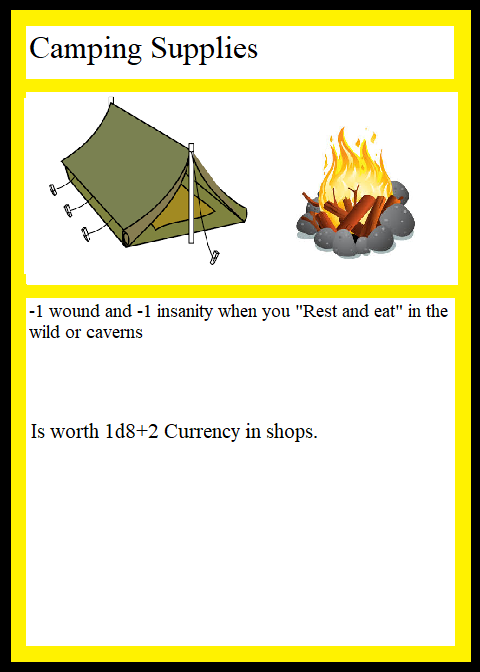 Camping Supplies
-1 wound and -1 insanity when you "Rest and eat" in the
wild or caverns
Is worth 1d8+2 Currency in shops.